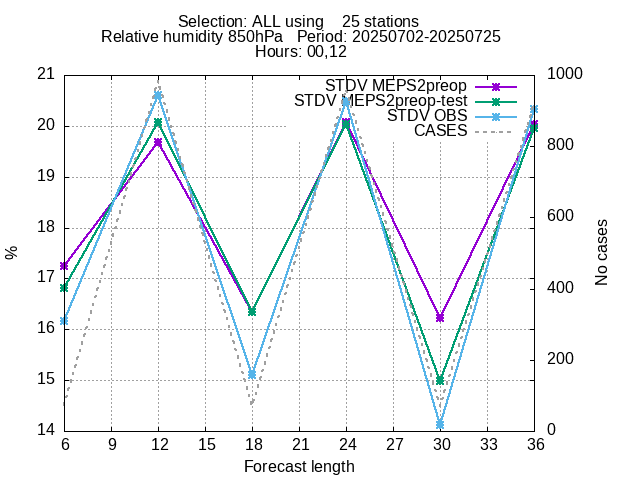 Selection: ALL using    25 stations
Relative humidity 850hPa   Period: 20250702-20250725
Hours: 00,12
STDV MEPS2preop
STDV MEPS2preop-test
STDV OBS
CASES
21
20
19
18
17
16
15
14
%
1000
800
600
400
200
0
No cases
6 9 12 15 18 21 24 27 30 33 36
Forecast length